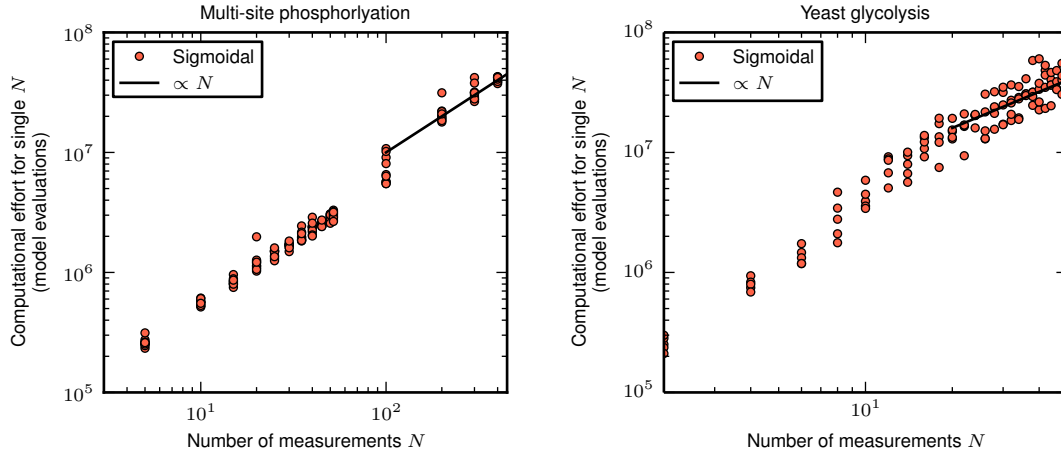 Multi-site phosphorlyation
Computational effort for single N
(model evaluations)
10^8
10^7
10^6
10^5
Sigmoidal
∝ N
10^1
10^2
Number of measurements N
Yeast glycolysis
Computational effort for single N
(model evaluations)
10^8
10^7
10^6
10^5
Sigmoidal
∝ N
10^1
Number of measurements N